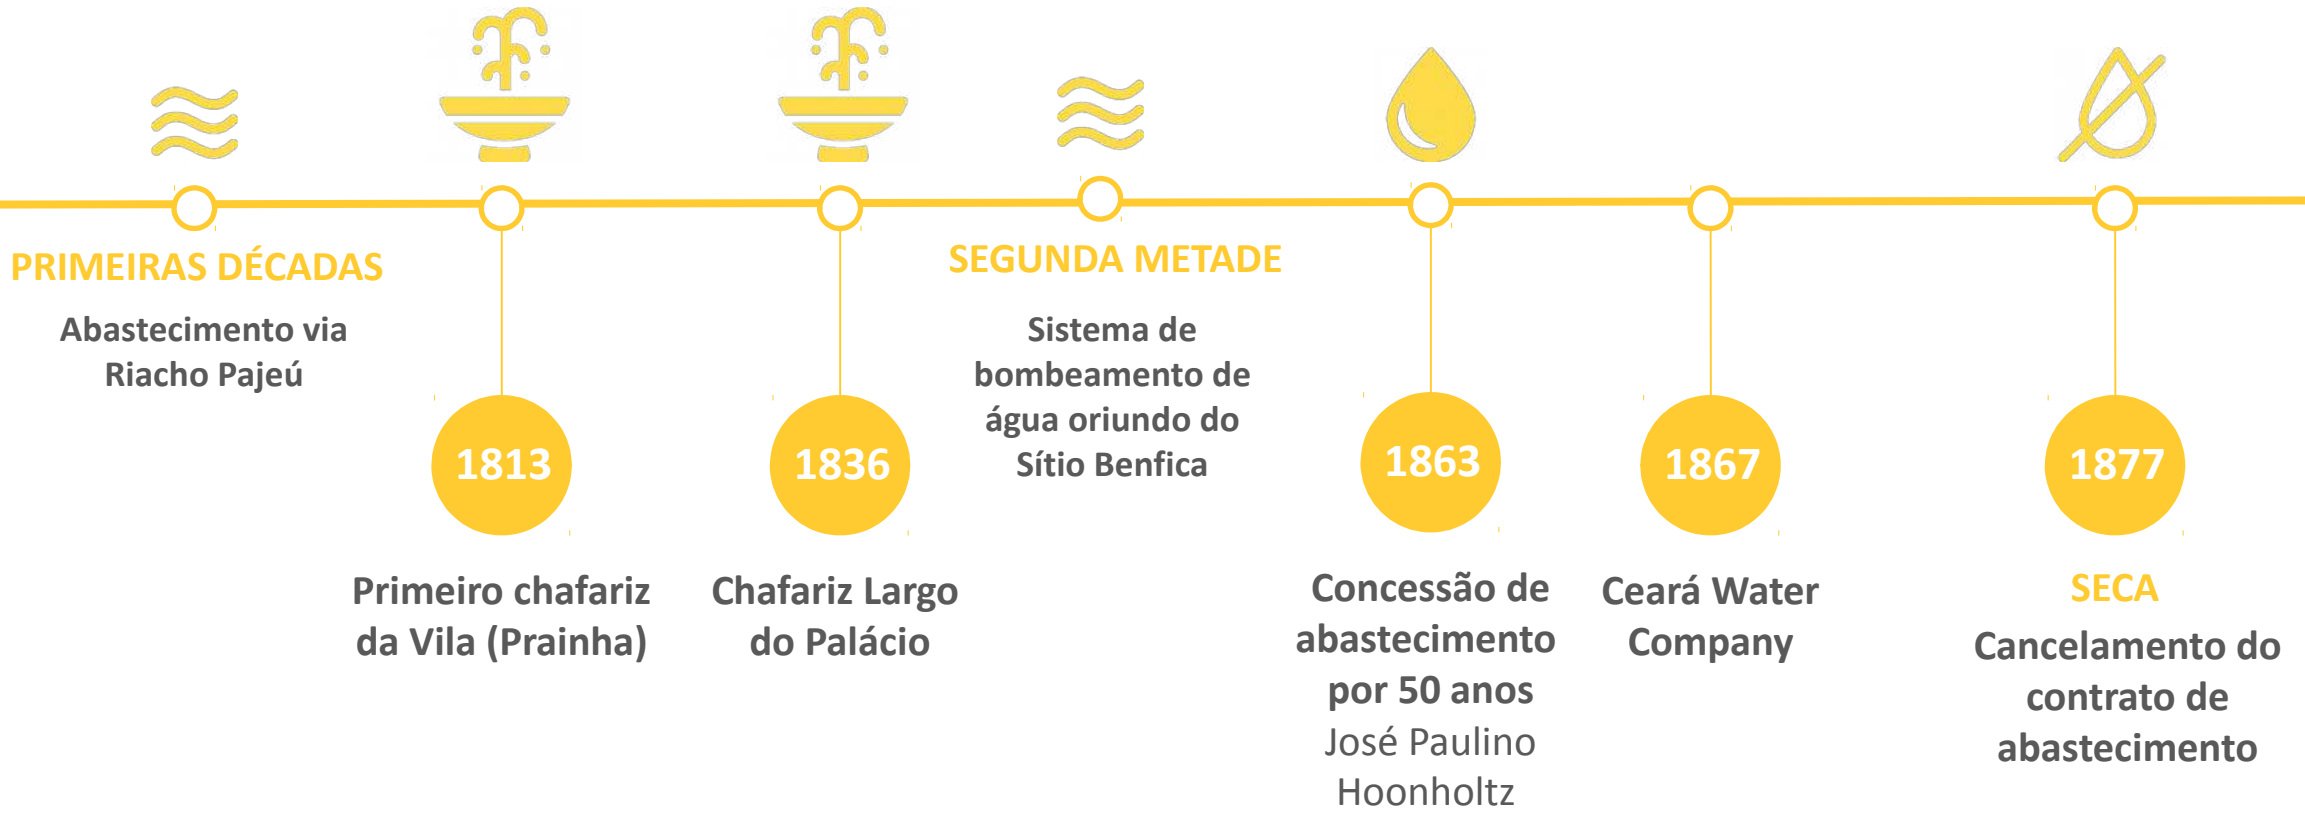 PRIMEIRAS DÉCADAS
Abastecimento via
Riacho Pajeú
1813
Primeiro chafariz
da Vila (Prainha)
1836
Chafariz Largo
do Palácio
SEGUNDA METADE
Sistema de
bombeamento de
água oriundo do
Sítio Benfica
1863
Concessão de
abastecimento
por 50 anos
José Paulino
Hoonholtz
1867
Ceará Water
Company
1877
SECA
Cancelamento do
contrato de
abastecimento